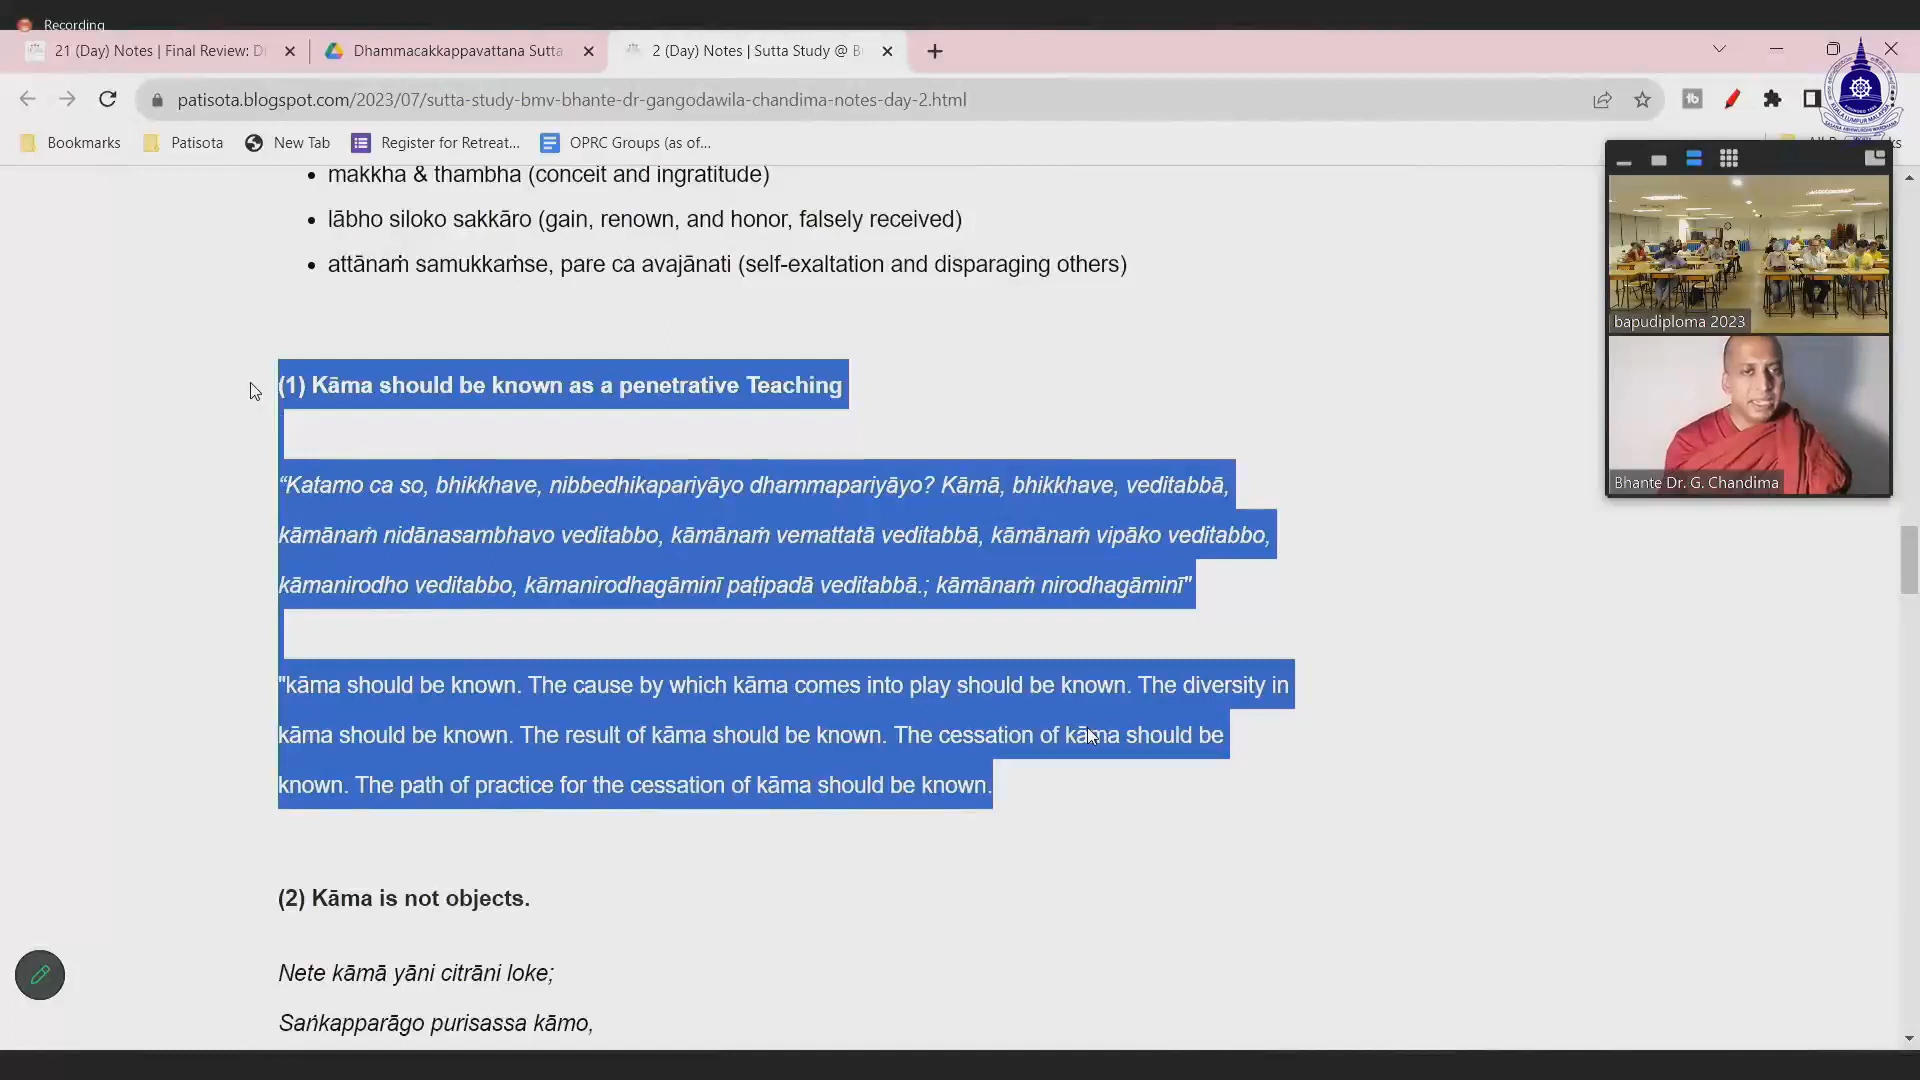 Recording
21 (Day) Notes | Final Review: D
Dhammacakkappavattana Sutta
2 (Day) Notes | Sutta Study @ B
patisota.blogspot.com/2023/07/sutta-study-bmv-bhante-dr-gangodawila-chandima-notes-day-2.html
Bookmarks
Patisota
New Tab
Register for Retreat...
OPRC Groups (as of...
• makkha & thambha (conceit and ingratitude)
• lābho siloko sakkāro (gain, renown, and honor, falsely received)
• attānaṁ samukkaṁse, pare ca avajānati (self-exaltation and disparaging others)
(1) Kāma should be known as a penetrative Teaching
“Katamo ca so, bhikkhave, nibbedhikapariyāyo dhammapariyāyo? Kāmā, bhikkhave, veditabbā,
kāmānaṁ nidānasambhavo veditabbo, kāmānaṁ vemattatā veditabbā, kāmānaṁ vipāko veditabbo,
kāmanirodho veditabbo, kāmanirodhagāminī paṭipadā veditabbā.; kāmānaṁ nirodhagāminī"
"kāma should be known. The cause by which kāma comes into play should be known. The diversity in
kāma should be known. The result of kāma should be known. The cessation of kāma should be
known. The path of practice for the cessation of kāma should be known.
(2) Kāma is not objects.
Nete kāmā yāni citrāni loke;
Saṅkapparāgo purisassa kāmo,
bapudiploma 2023
Bhante Dr. G. Chandima